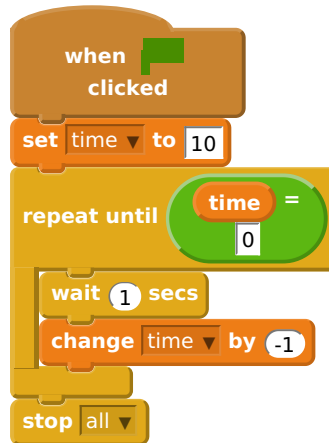 when
clicked
set time ▼ to 10
repeat until time =
0
wait 1 secs
change time ▼ by -1
stop all ▼